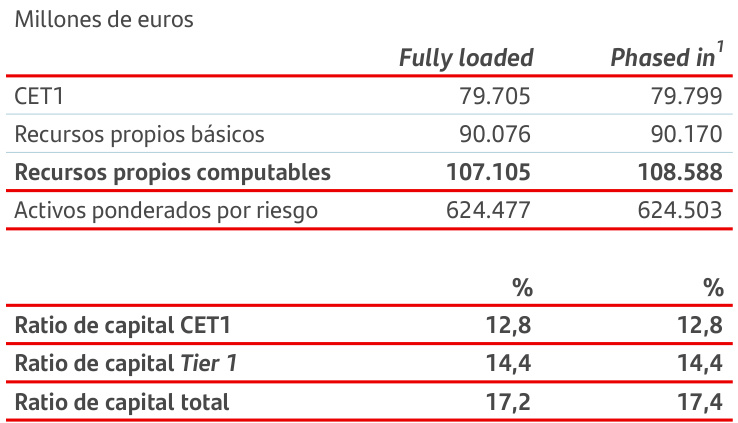 Millones de euros
Fully loaded Phased in1
CET1 79.705 79.799
Recursos propios básicos 90.076 90.170
Recursos propios computables 107.105 108.588
Activos ponderados por riesgo 624.477 624.503
% %
Ratio de capital CET1 12,8 12,8
Ratio de capital Tier 1 14,4 14,4
Ratio de capital total 17,2 17,4